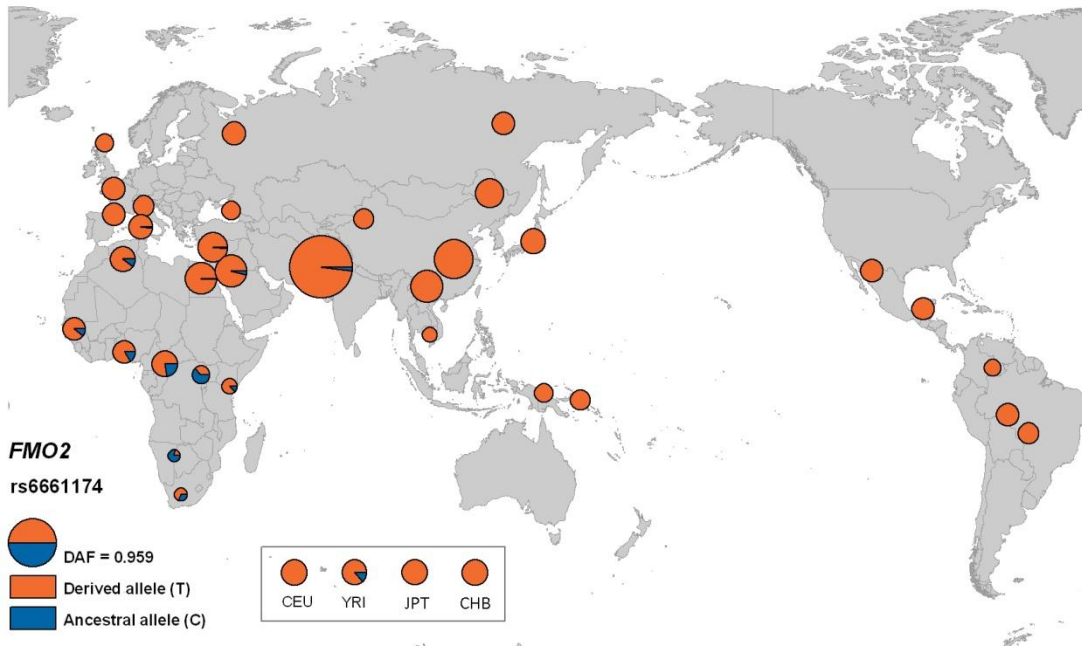 FMO2
rs6661174
DAF = 0.959
Derived allele (T)
Ancestral allele (C)
CEU YRI JPT CHB